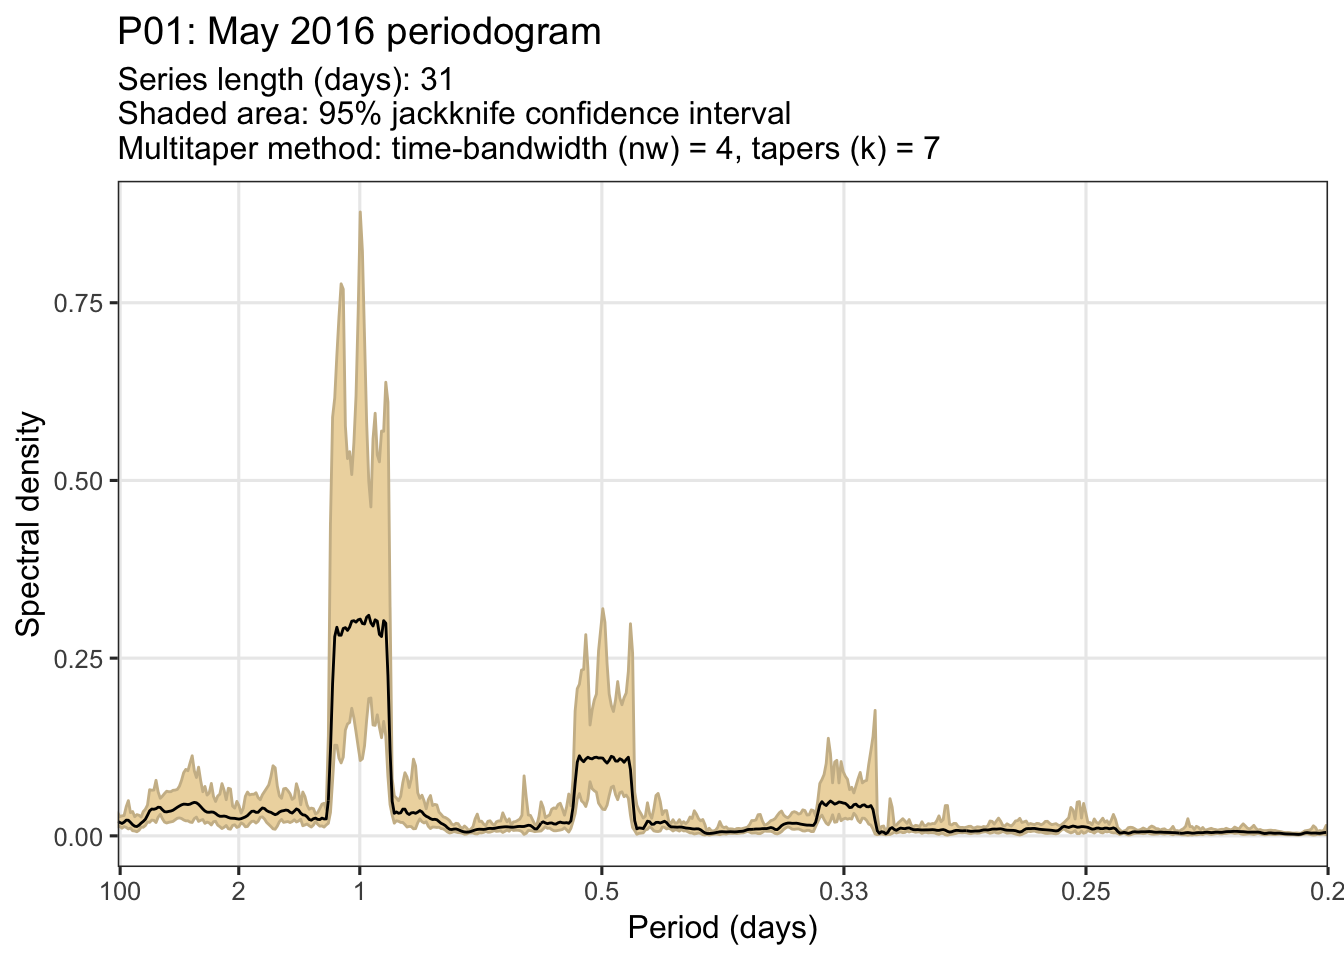 P01: May 2016 periodogram
Series length (days): 31
Shaded area: 95% jackknife confidence interval
Multitaper method: time-bandwidth (nw) = 4, tapers (k) = 7
Spectral density
0.75
0.50
0.25
0.00
100 2 1 0.5 0.33 0.25 0.2
Period (days)